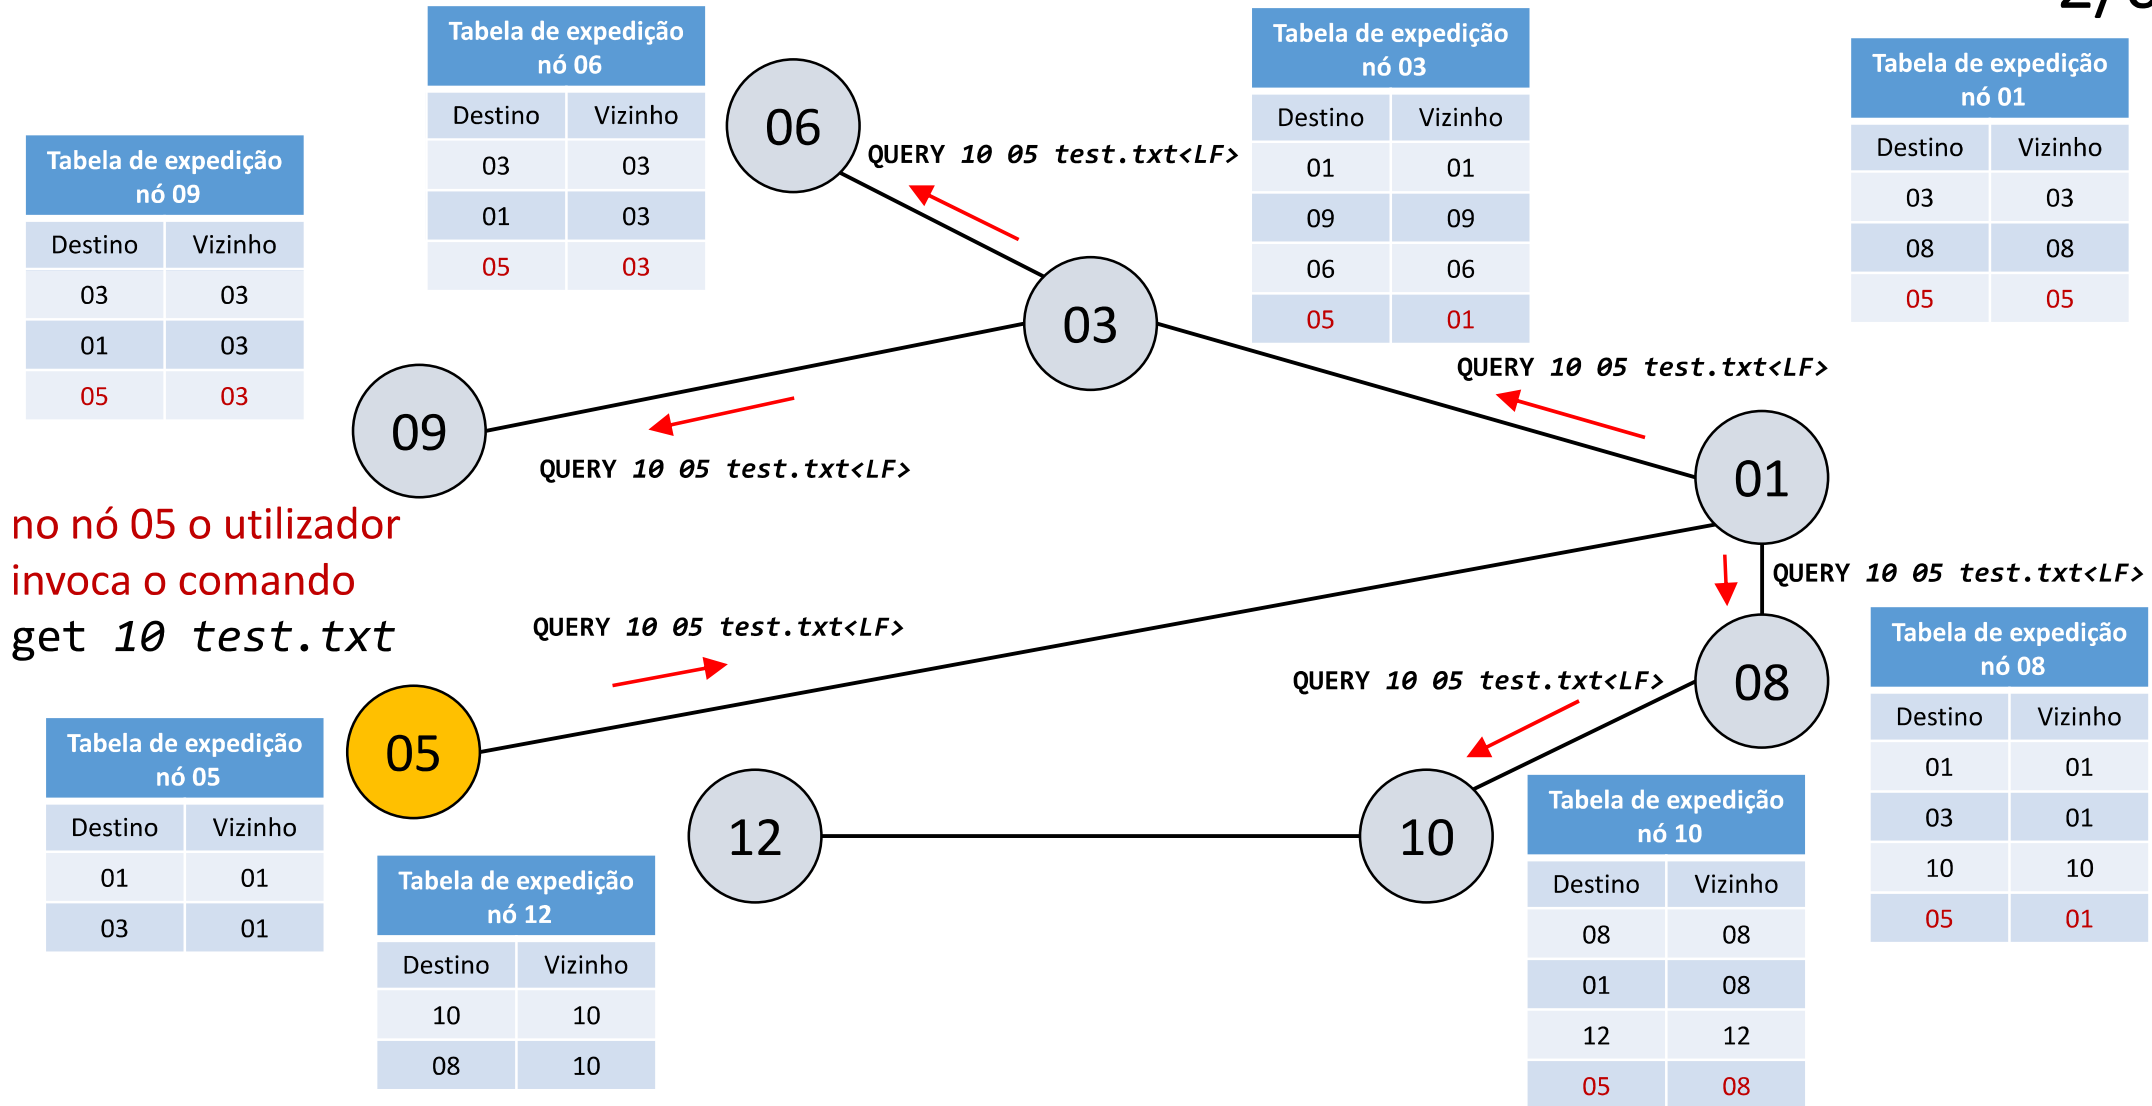 2/
Tabela de expedição
nó 06
Destino Vizinho
03 03
01 03
05 03
06
QUERY 10 05 test.txt<LF>
Tabela de expedição
nó 03
Destino Vizinho
01 01
09 09
06 06
05 01
Tabela de expedição
nó 01
Destino Vizinho
03 03
08 08
05 05
Tabela de expedição
nó 09
Destino Vizinho
03 03
01 03
05 03
03
QUERY 10 05 test.txt<LF>
09
QUERY 10 05 test.txt<LF>
01
no nó 05 o utilizador
invoca o comando
get 10 test.txt
QUERY 10 05 test.txt<LF>
QUERY 10 05 test.txt<LF>
QUERY 10 05 test.txt<LF>
08
Tabela de expedição
nó 08
Destino Vizinho
01 01
03 01
10 10
05 01
05
Tabela de expedição
nó 05
Destino Vizinho
01 01
03 01
12
10
Tabela de expedição
nó 12
Destino Vizinho
10 10
08 10
Tabela de expedição
nó 10
Destino Vizinho
08 08
01 08
12 12
05 08